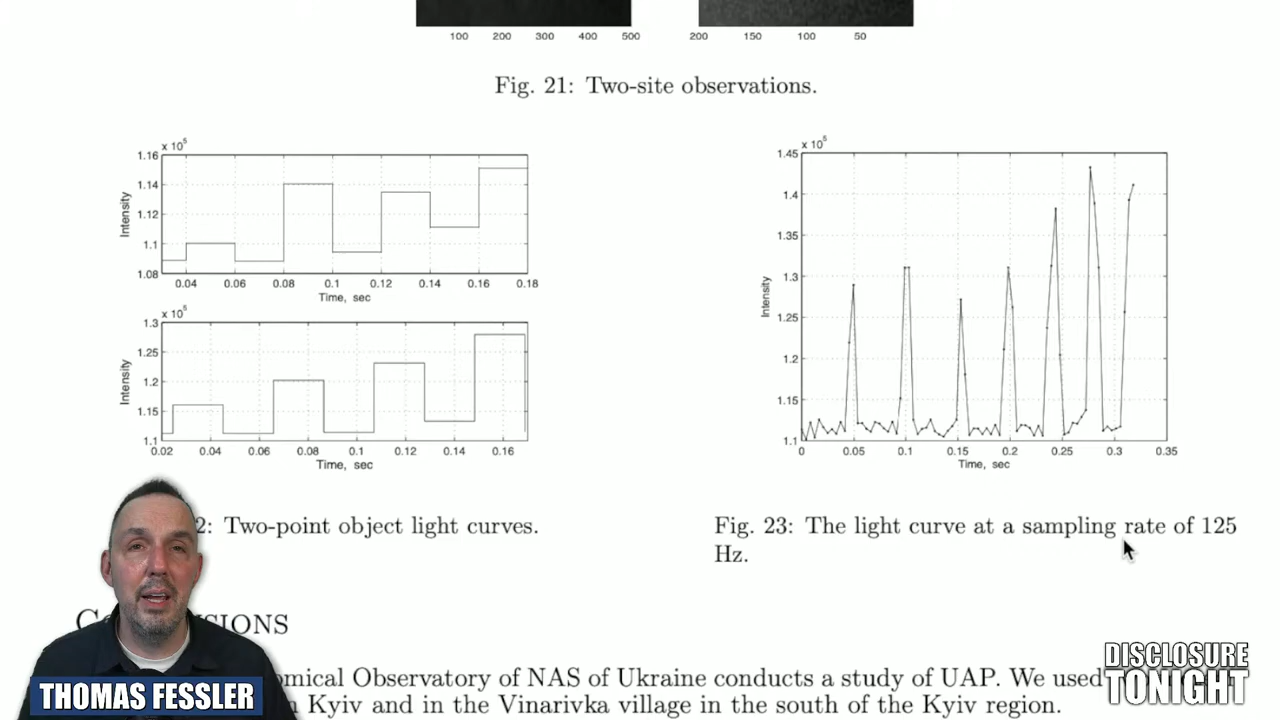 100 200 300 400 500
200 150 100 50
Fig. 21: Two-site observations.
x 10⁵
1.16
1.14
1.12
1.1
1.08
Intensity
0.04 0.06 0.08 0.1 0.12 0.14 0.16 0.18
Time, sec
x 10⁵
1.3
1.25
1.2
1.15
1.1
Intensity
0.02 0.04 0.06 0.08 0.1 0.12 0.14 0.16
Time, sec
2: Two-point object light curves.
x 10⁵
1.45
1.4
1.35
1.3
1.25
1.2
1.15
1.1
Intensity
0 0.05 0.1 0.15 0.2 0.25 0.3 0.35
Time, sec
Fig. 23: The light curve at a sampling rate of 125
Hz.
C SIONS
omical Observatory of NAS of Ukraine conducts a study of UAP. We used
Kyiv and in the Vinarivka village in the south of the Kyiv region.
THOMAS FESSLER
DISCLOSURE
TONIGHT